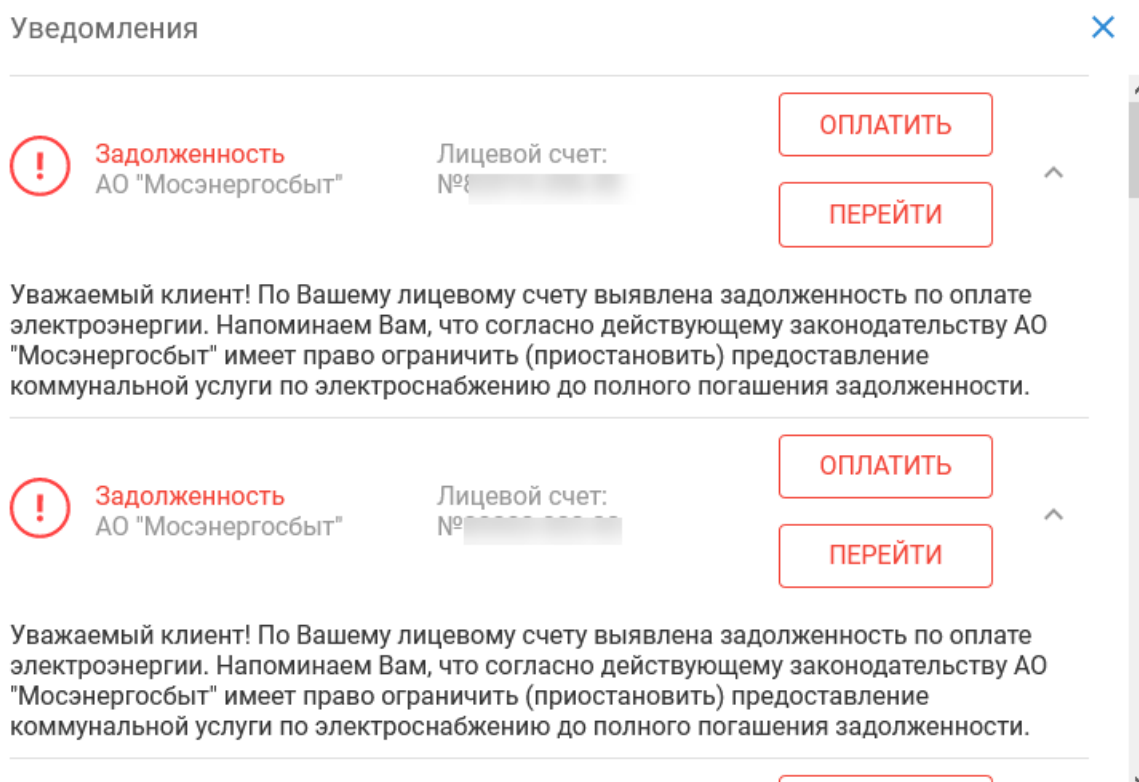 Уведомления
ОПЛАТИТЬ
Задолженность
Лицевой счет:
АО "Мосэнергосбыт"
ПЕРЕЙТИ
Уважаемый клиент! По Вашему лицевому счету выявлена задолженность по оплате
электроэнергии. Напоминаем Вам, что согласно действующему законодательству АО
"Мосэнергосбыт" имеет право ограничить (приостановить) предоставление
коммунальной услуги по электроснабжению до полного погашения задолженности.
ОПЛАТИТЬ
Задолженность
Лицевой счет:
АО "Мосэнергосбыт"
№
ПЕРЕЙТИ
Уважаемый клиент! По Вашему лицевому счету выявлена задолженность по оплате
электроэнергии. Напоминаем Вам, что согласно действующему законодательству АО
"Мосэнергосбыт" имеет право ограничить (приостановить) предоставление
коммунальной услуги по электроснабжению до полного погашения задолженности.